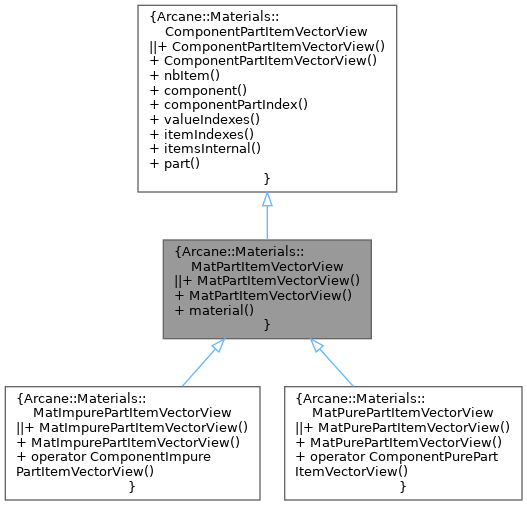 {Arcane::Materials::
ComponentPartItemVectorView
||+ ComponentPartItemVectorView()
+ ComponentPartItemVectorView()
+ nbItem()
+ component()
+ componentPartIndex()
+ valueIndexes()
+ itemIndexes()
+ itemsInternal()
+ part()
}
{Arcane::Materials::
MatPartItemVectorView
||+ MatPartItemVectorView()
+ MatPartItemVectorView()
+ material()
}
{Arcane::Materials::
MatImpurePartItemVectorView
||+ MatImpurePartItemVectorView()
+ MatImpurePartItemVectorView()
+ operator ComponentImpure
PartItemVectorView()
}
{Arcane::Materials::
MatPurePartItemVectorView
||+ MatPurePartItemVectorView()
+ MatPurePartItemVectorView()
+ operator ComponentPurePart
ItemVectorView()
}